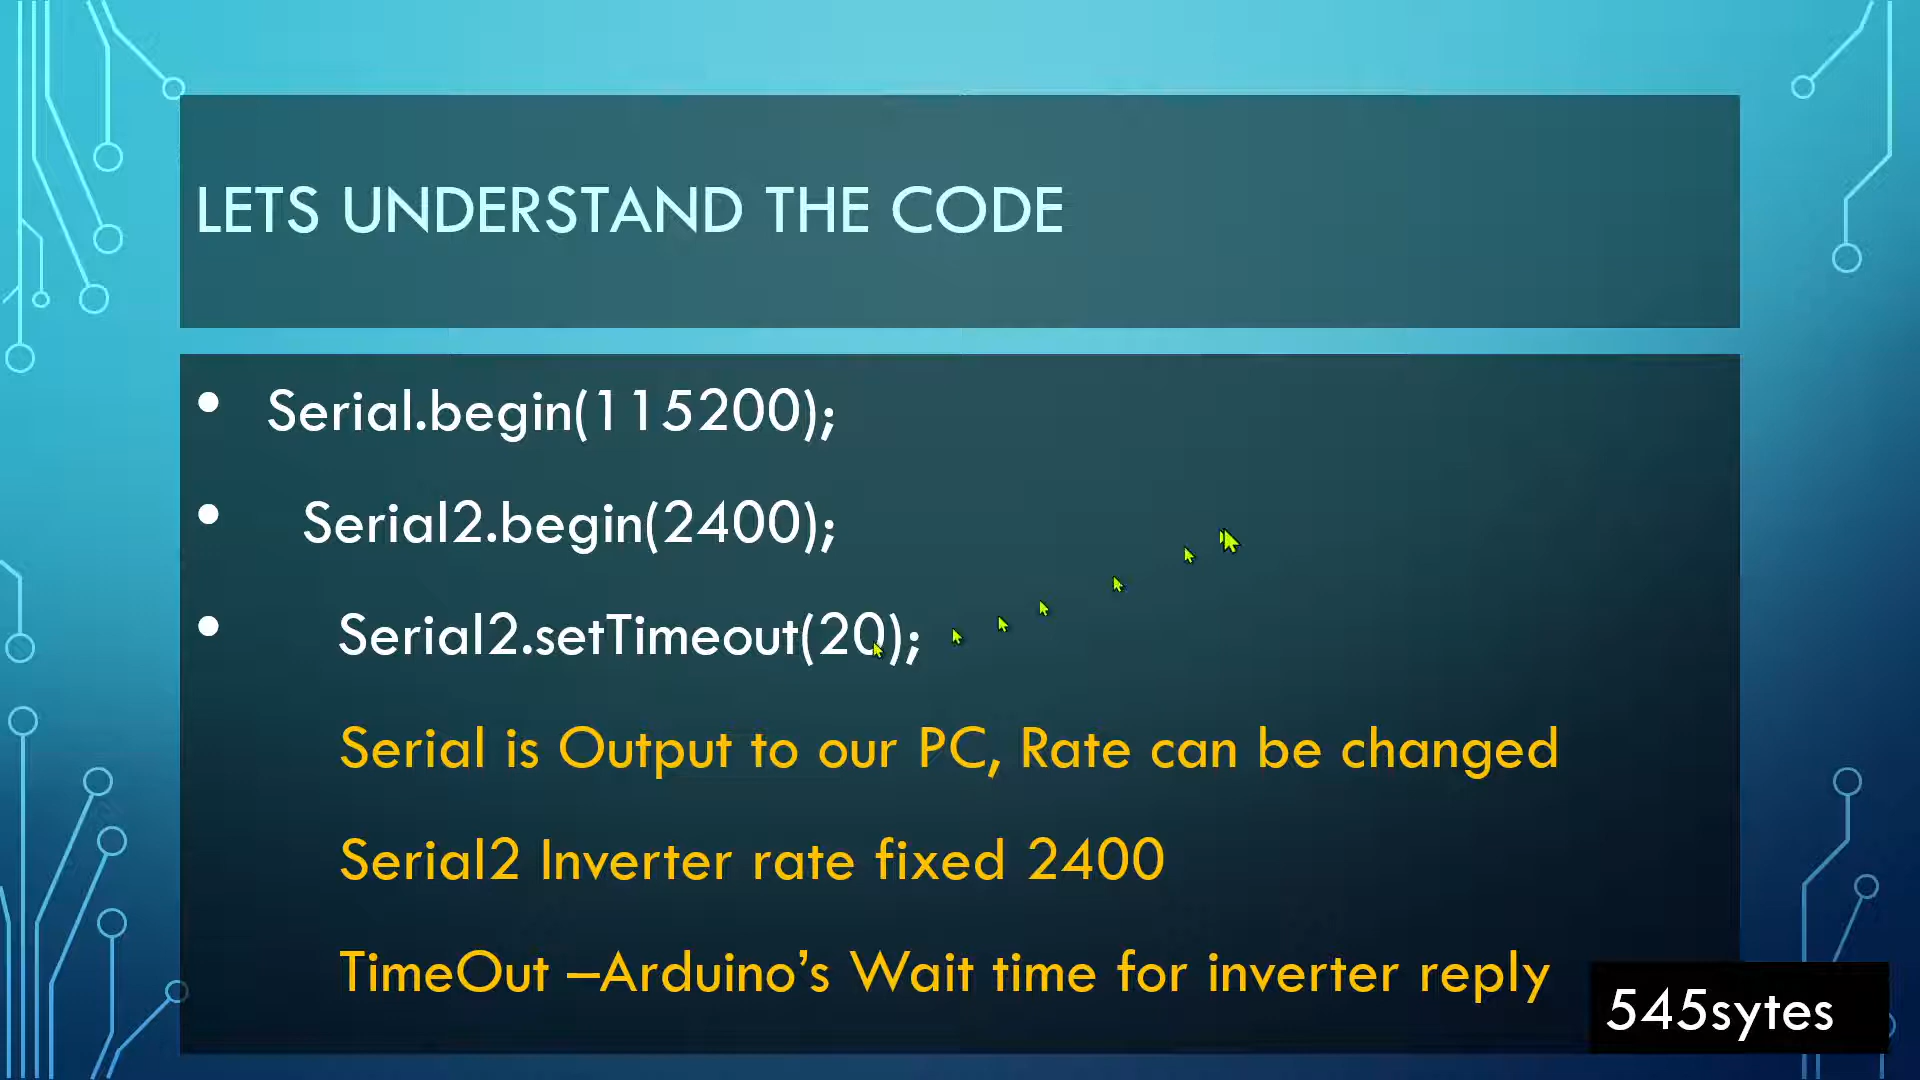 LETS UNDERSTAND THE CODE
• Serial.begin(115200);
• Serial2.begin(2400);
• Serial2.setTimeout(20);
Serial is Output to our PC, Rate can be changed
Serial2 Inverter rate fixed 2400
TimeOut –Arduino’s Wait time for inverter reply
545sytes